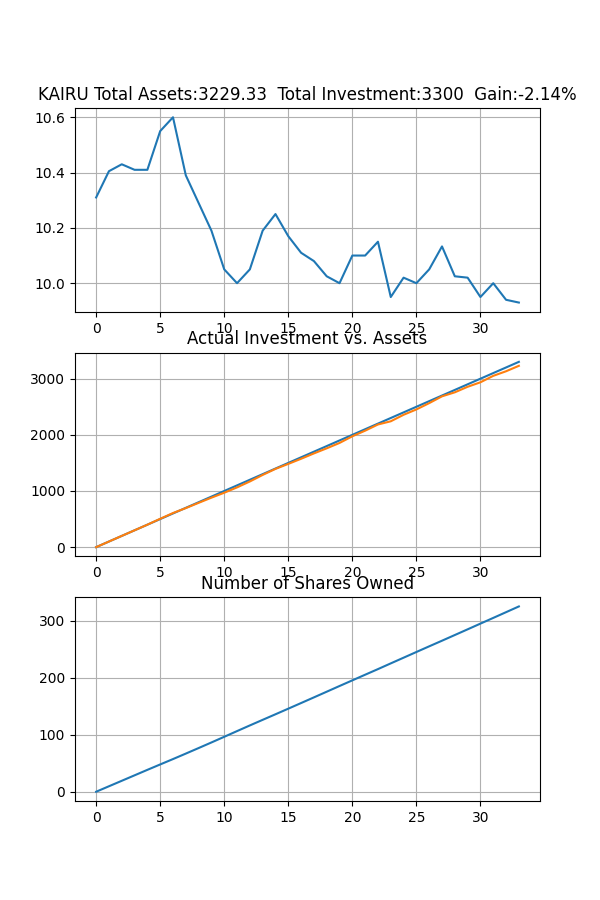 KAIRU Total Assets:3229.33  Total Investment:3300  Gain:-2.14%
10.6
10.4
10.2
10.0
0 5 10 15 20 25 30
Actual Investment vs. Assets
3000
2000
1000
0
0 5 10 15 20 25 30
Number of Shares Owned
300
200
100
0
0 5 10 15 20 25 30